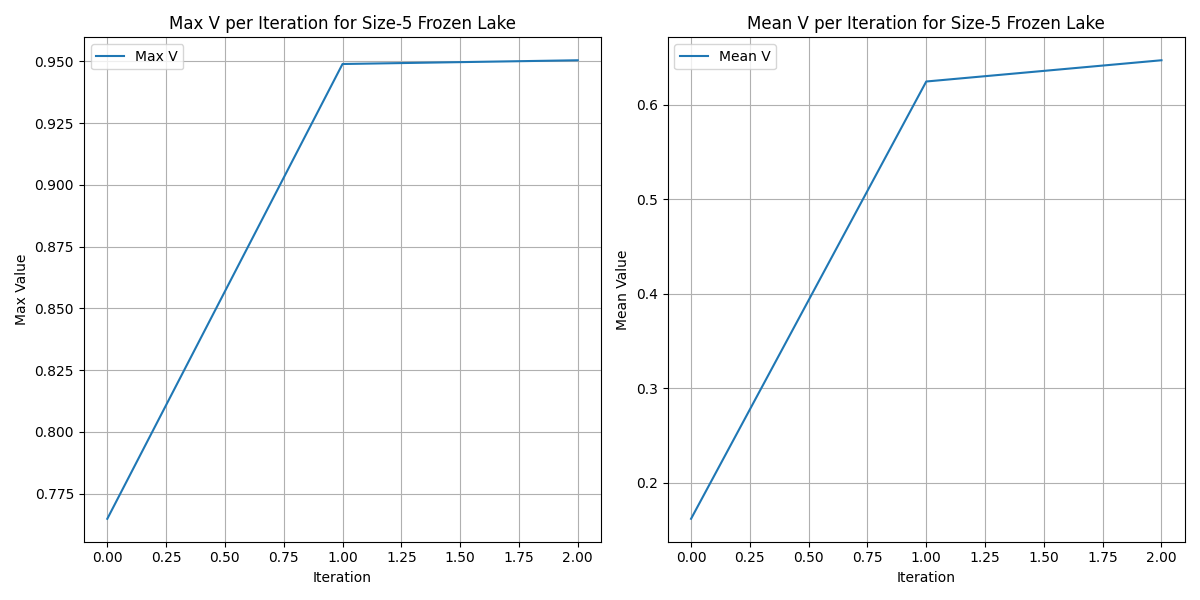 Max V per Iteration for Size-5 Frozen Lake
Max V
Max Value
0.950
0.925
0.900
0.875
0.850
0.825
0.800
0.775
0.00 0.25 0.50 0.75 1.00 1.25 1.50 1.75 2.00
Iteration
Mean V per Iteration for Size-5 Frozen Lake
Mean V
Mean Value
0.6
0.5
0.4
0.3
0.2
0.00 0.25 0.50 0.75 1.00 1.25 1.50 1.75 2.00
Iteration